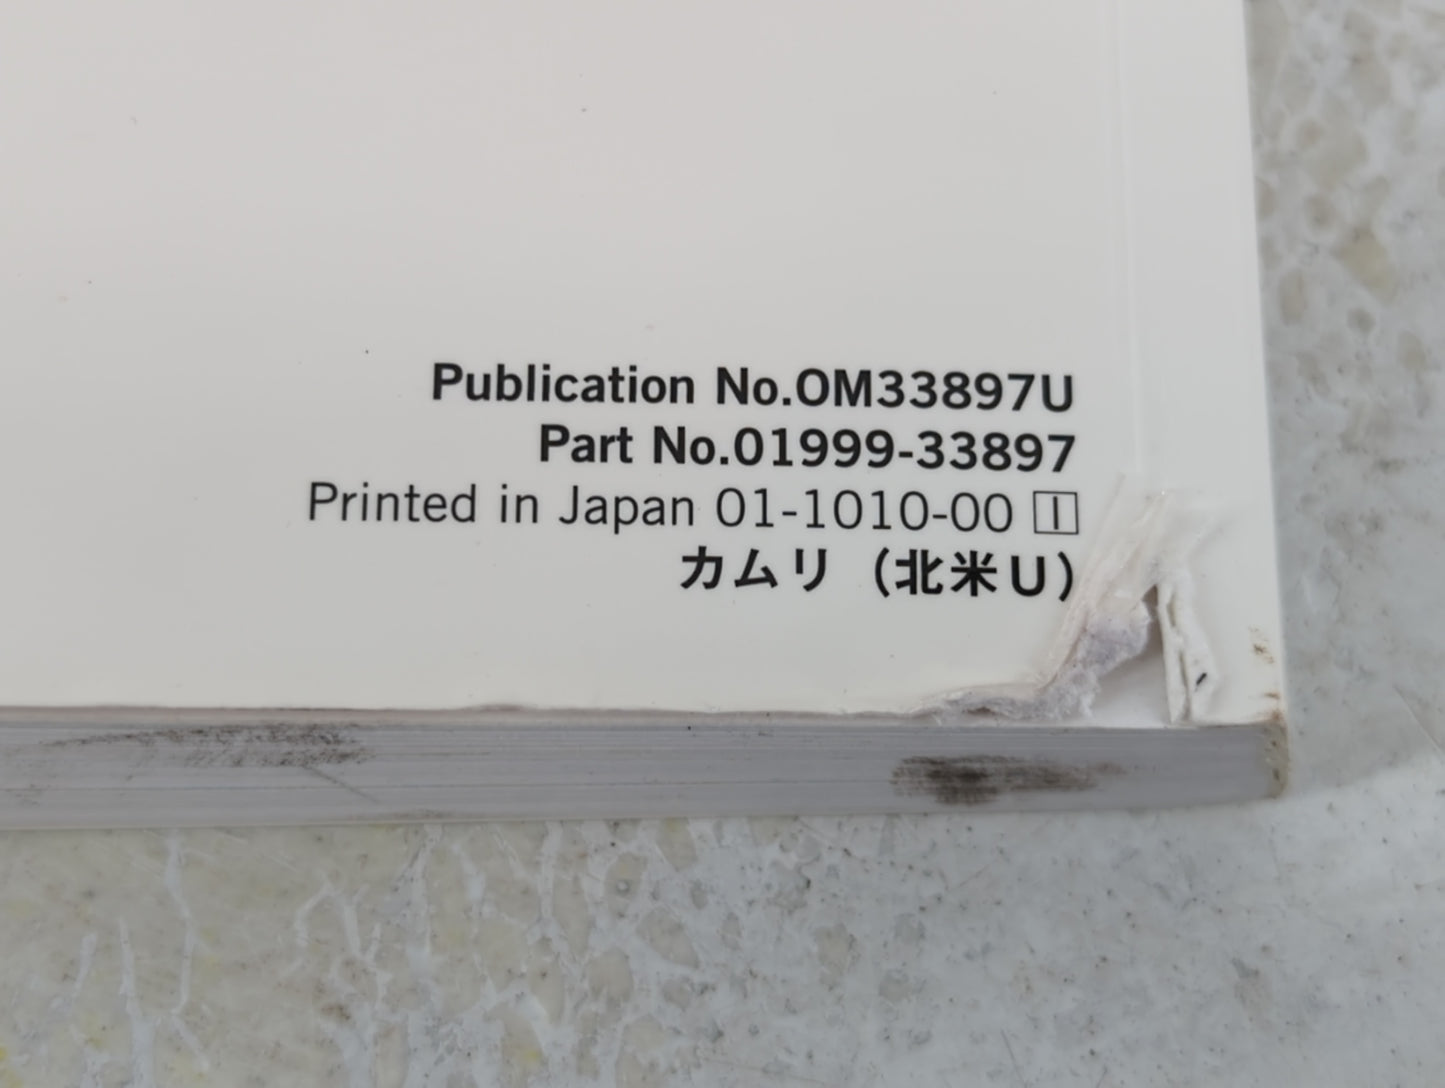 Publication No.OM33897U
Part No.01999-33897
Printed in Japan 01-1010-00 I
カムリ（北米U）